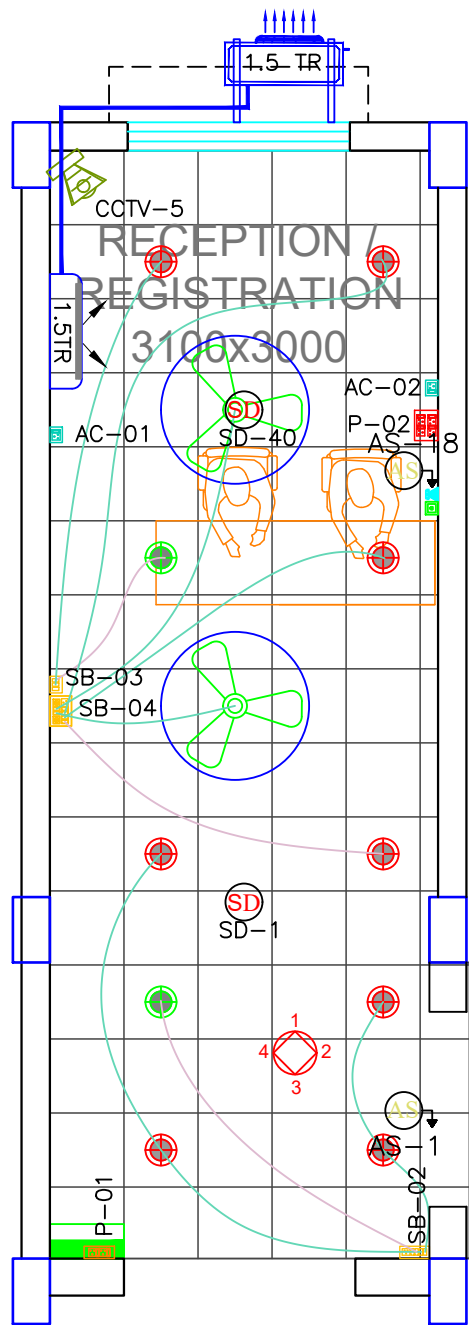 1.5 TR
CCTV-5
RECEPTION /
REGISTRATION
3100x3000
1.5TR
AC-02
SD
P-02
AC-01
SD-40
AS-18
AS
SB-03
SB-04
SD
SD-1
1
4 2
3
AS
AS-1
P-01
SB-02